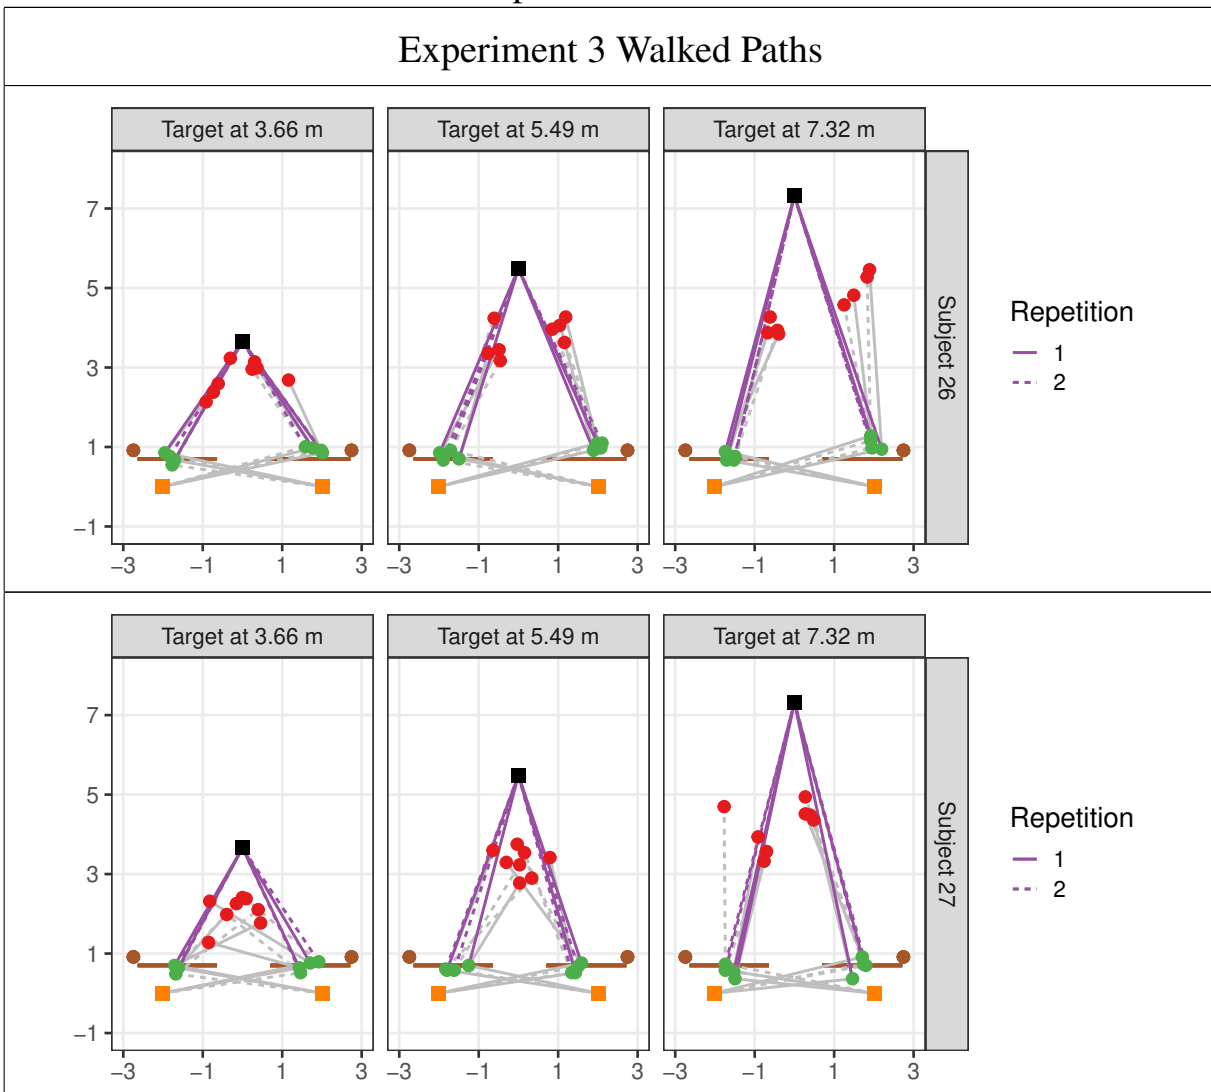 Experiment 3 Walked Paths
Target at 3.66 m Target at 5.49 m Target at 7.32 m
7
5
3
1
−1
−3 −1 1 3 −3 −1 1 3 −3 −1 1 3
Subject 26
Repetition
1
2
Target at 3.66 m Target at 5.49 m Target at 7.32 m
7
5
3
1
−1
−3 −1 1 3 −3 −1 1 3 −3 −1 1 3
Subject 27
Repetition
1
2